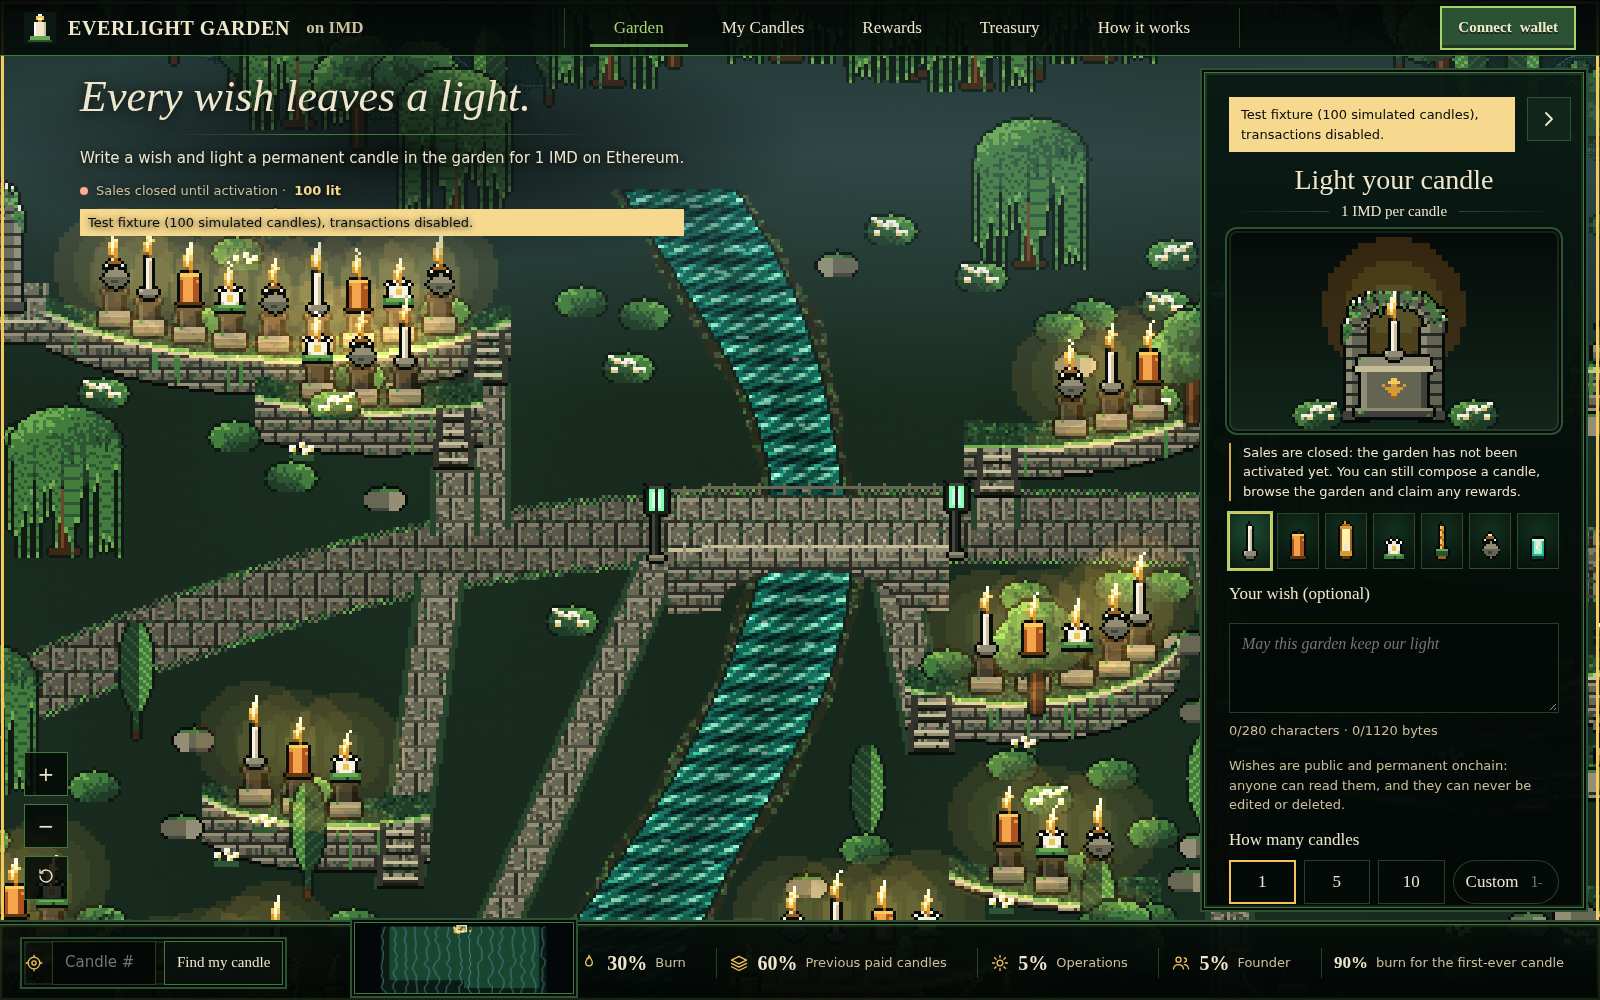 EVERLIGHT GARDEN on IMD
Garden
My Candles
Rewards
Treasury
How it works
Connect wallet
Every wish leaves a light.
Write a wish and light a permanent candle in the garden for 1 IMD on Ethereum.
Sales closed until activation · 100 lit
Test fixture (100 simulated candles), transactions disabled.
Test fixture (100 simulated candles),
transactions disabled.
Light your candle
1 IMD per candle
Sales are closed: the garden has not been
activated yet. You can still compose a candle,
browse the garden and claim any rewards.
Your wish (optional)
May this garden keep our light
0/280 characters · 0/1120 bytes
Wishes are public and permanent onchain:
anyone can read them, and they can never be
edited or deleted.
How many candles
1
5
10
Custom 1-
Candle #
Find my candle
30% Burn
60% Previous paid candles
5% Operations
5% Founder
90% burn for the first-ever candle